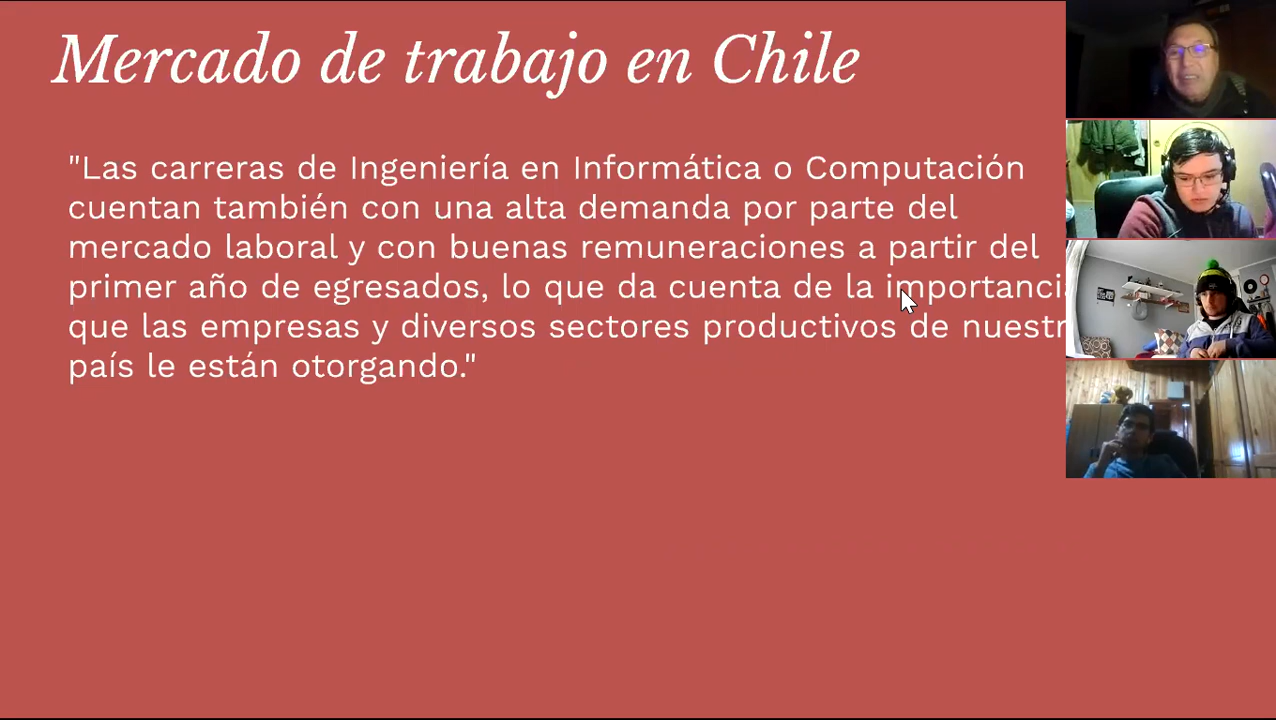 Mercado de trabajo en Chile
"Las carreras de Ingeniería en Informática o Computación
cuentan también con una alta demanda por parte del
mercado laboral y con buenas remuneraciones a partir del
primer año de egresados, lo que da cuenta de la importanci
que las empresas y diversos sectores productivos de nuestr
país le están otorgando."